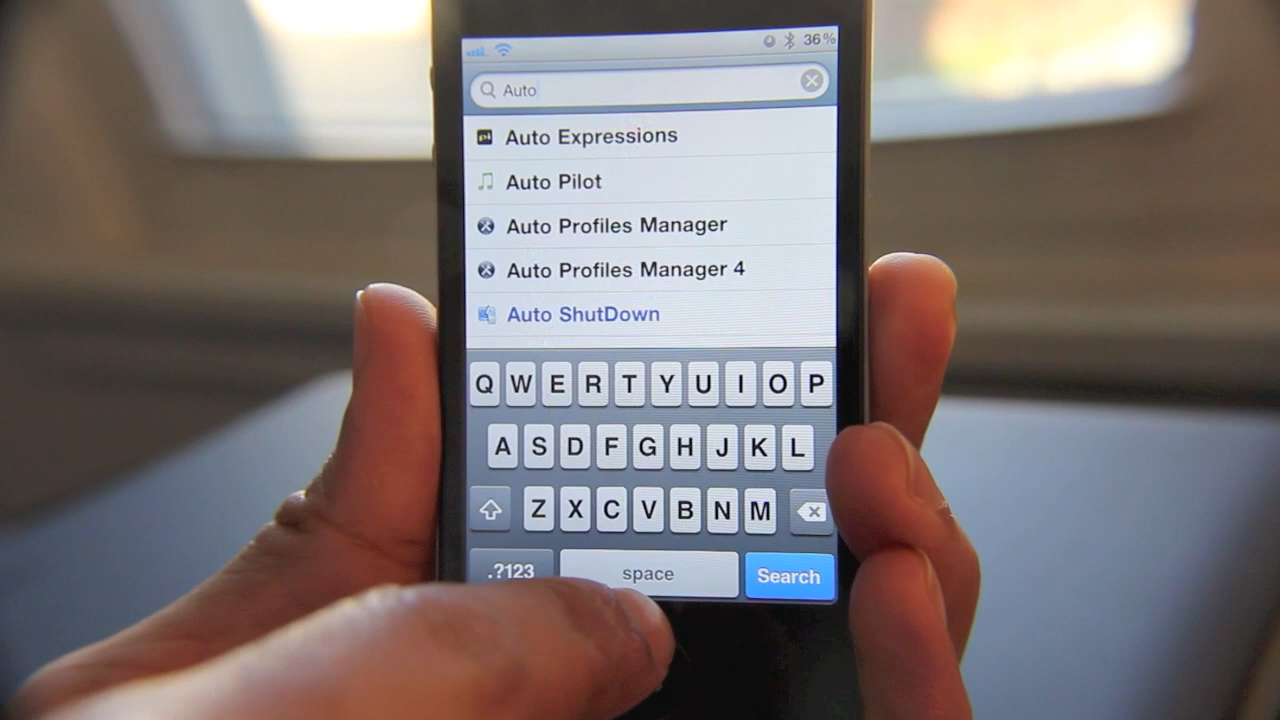 36%
Auto
Auto Expressions
Auto Pilot
Auto Profiles Manager
Auto Profiles Manager 4
Auto ShutDown
Q W E R T Y U I O P
A S D F G H J K L
Z X C V B N M
.?123 space Search